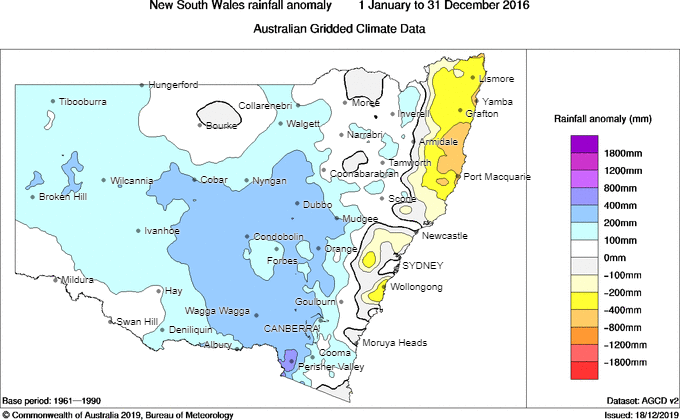 New South Wales rainfall anomaly 1 January to 31 December 2016
Australian Gridded Climate Data
Hungerford
Lismore
Tibooburra
Collarenebri
Moree
Yamba
Inverell
Grafton
Bourke
Walgett
Narrabri
Armidale
Tamworth
Coonabarabran
Port Macquarie
Wilcannia
Cobar
Nyngan
Broken Hill
Scone
Dubbo
Mudgee
Ivanhoe
Condobolin
Newcastle
Orange
Forbes
SYDNEY
Mildura
Hay
Wollongong
Goulburn
Wagga Wagga
Swan Hill
Deniliquin
CANBERRA
Albury
Moruya Heads
Cooma
Perisher Valley
Rainfall anomaly (mm)
1800mm
1200mm
800mm
400mm
200mm
100mm
0mm
−100mm
−200mm
−400mm
−800mm
−1200mm
−1800mm
Base period: 1961—1990
Dataset: AGCD v2
© Commonwealth of Australia 2019, Bureau of Meteorology
Issued: 18/12/2019